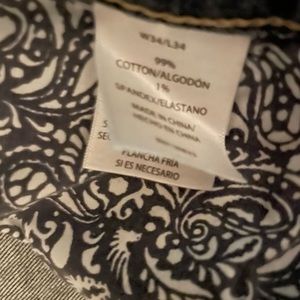 W34/L34
99%
COTTON/ALGODÓN
1%
SPANDEX/ELASTANO
MADE IN CHINA/
HECHO EN CHINA
PLANCHA FRIA
SI ES NECESARIO